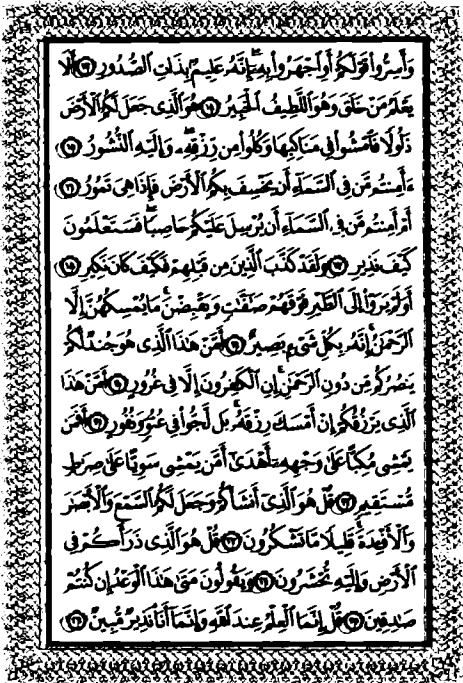 وَأَسِرُّوا۟ قَوْلَكُمْ أَوِ ٱجْهَرُوا۟ بِهِۦٓ ۖ إِنَّهُۥ عَلِيمٌۢ بِذَاتِ ٱلصُّدُورِ ۝١٣ أَلَا
يَعْلَمُ مَنْ خَلَقَ وَهُوَ ٱللَّطِيفُ ٱلْخَبِيرُ ۝١٤ هُوَ ٱلَّذِى جَعَلَ لَكُمُ ٱلْأَرْضَ
ذَلُولًا فَٱمْشُوا۟ فِى مَنَاكِبِهَا وَكُلُوا۟ مِن رِّزْقِهِۦ ۖ وَإِلَيْهِ ٱلنُّشُورُ ۝١٥
ءَأَمِنتُم مَّن فِى ٱلسَّمَآءِ أَن يَخْسِفَ بِكُمُ ٱلْأَرْضَ فَإِذَا هِىَ تَمُورُ ۝١٦
أَمْ أَمِنتُم مَّن فِى ٱلسَّمَآءِ أَن يُرْسِلَ عَلَيْكُمْ حَاصِبًا ۖ فَسَتَعْلَمُونَ
كَيْفَ نَذِيرِ ۝١٧ وَلَقَدْ كَذَّبَ ٱلَّذِينَ مِن قَبْلِهِمْ فَكَيْفَ كَانَ نَكِيرِ ۝١٨
أَوَلَمْ يَرَوْا۟ إِلَى ٱلطَّيْرِ فَوْقَهُمْ صَٰٓفَّٰتٍ وَيَقْبِضْنَ ۚ مَا يُمْسِكُهُنَّ إِلَّا
ٱلرَّحْمَٰنُ ۚ إِنَّهُۥ بِكُلِّ شَىْءٍۭ بَصِيرٌ ۝١٩ أَمَّنْ هَٰذَا ٱلَّذِى هُوَ جُندٌ لَّكُمْ
يَنصُرُكُم مِّن دُونِ ٱلرَّحْمَٰنِ ۚ إِنِ ٱلْكَٰفِرُونَ إِلَّا فِى غُرُورٍ ۝٢٠ أَمَّنْ هَٰذَا
ٱلَّذِى يَرْزُقُكُمْ إِنْ أَمْسَكَ رِزْقَهُۥ ۚ بَل لَّجُّوا۟ فِى عُتُوٍّ وَنُفُورٍ ۝٢١ أَفَمَن
يَمْشِى مُكِبًّا عَلَىٰ وَجْهِهِۦٓ أَهْدَىٰٓ أَمَّن يَمْشِى سَوِيًّا عَلَىٰ صِرَٰطٍ
مُّسْتَقِيمٍ ۝٢٢ قُلْ هُوَ ٱلَّذِىٓ أَنشَأَكُمْ وَجَعَلَ لَكُمُ ٱلسَّمْعَ وَٱلْأَبْصَٰرَ
وَٱلْأَفْـِٔدَةَ ۖ قَلِيلًا مَّا تَشْكُرُونَ ۝٢٣ قُلْ هُوَ ٱلَّذِى ذَرَأَكُمْ فِى
ٱلْأَرْضِ وَإِلَيْهِ تُحْشَرُونَ ۝٢٤ وَيَقُولُونَ مَتَىٰ هَٰذَا ٱلْوَعْدُ إِن كُنتُمْ
صَٰدِقِينَ ۝٢٥ قُلْ إِنَّمَا ٱلْعِلْمُ عِندَ ٱللَّهِ وَإِنَّمَآ أَنَا۠ نَذِيرٌ مُّبِينٌ ۝٢٦